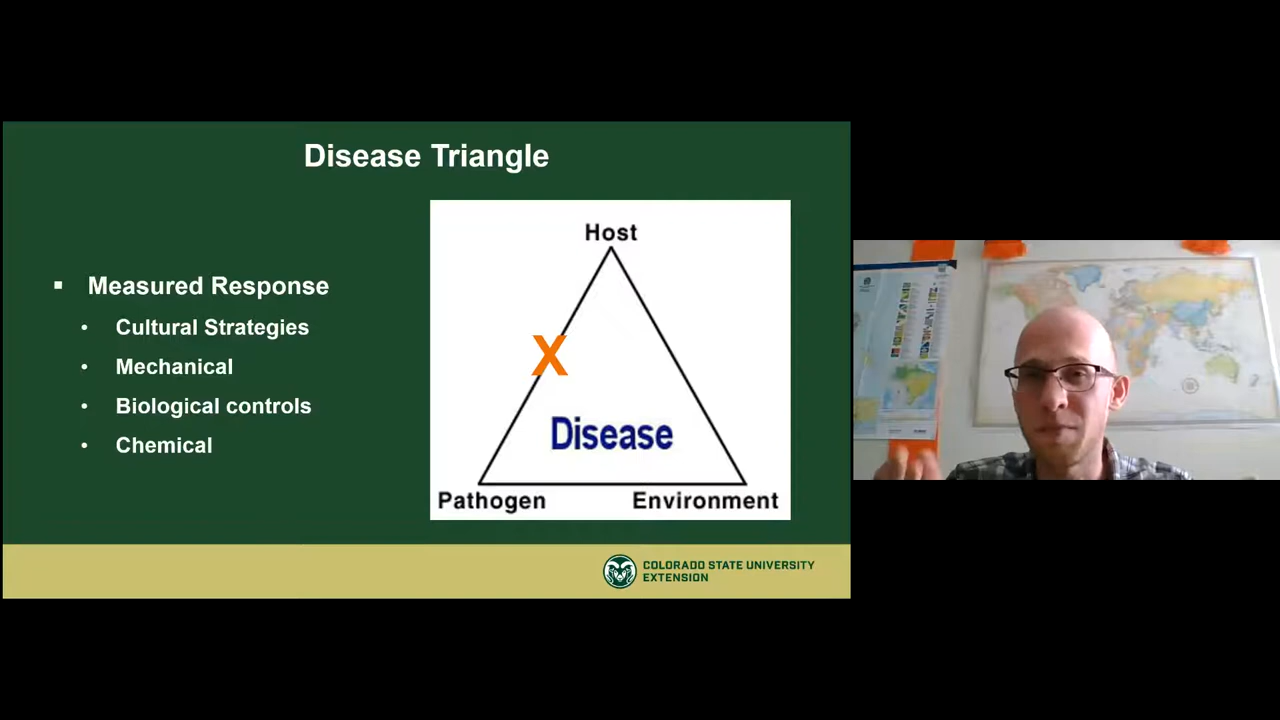 Disease Triangle
▪ Measured Response
• Cultural Strategies
• Mechanical
• Biological controls
• Chemical
Host
X
Disease
Pathogen
Environment
COLORADO STATE UNIVERSITY
EXTENSION